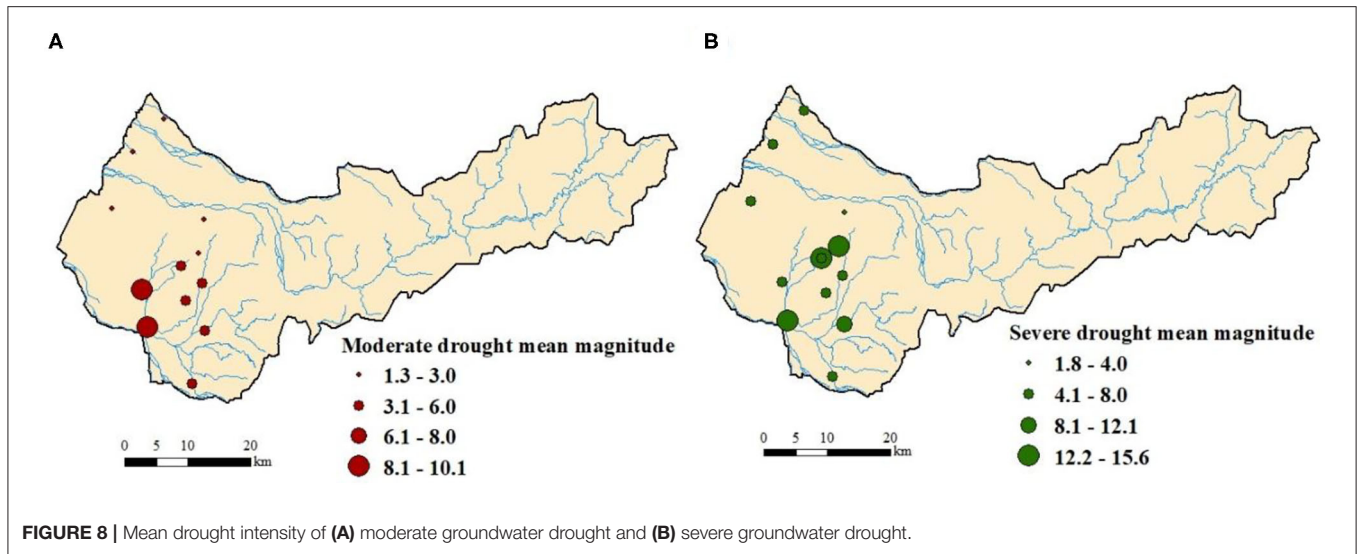 A
B
Moderate drought mean magnitude
1.3 - 3.0
3.1 - 6.0
6.1 - 8.0
8.1 - 10.1
0 5 10 20
km
Severe drought mean magnitude
1.8 - 4.0
4.1 - 8.0
8.1 - 12.1
12.2 - 15.6
0 5 10 20
km
FIGURE 8 | Mean drought intensity of (A) moderate groundwater drought and (B) severe groundwater drought.